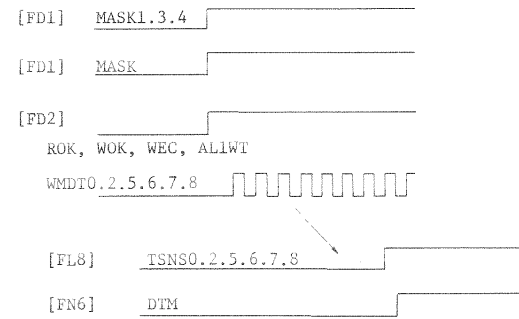 [FD1] MASK1.3.4
[FD1] MASK
[FD2]
ROK, WOK, WEC, AL1WT
WMDT0.2.5.6.7.8
[FL8] TSNS0.2.5.6.7.8
[FN6] DTM